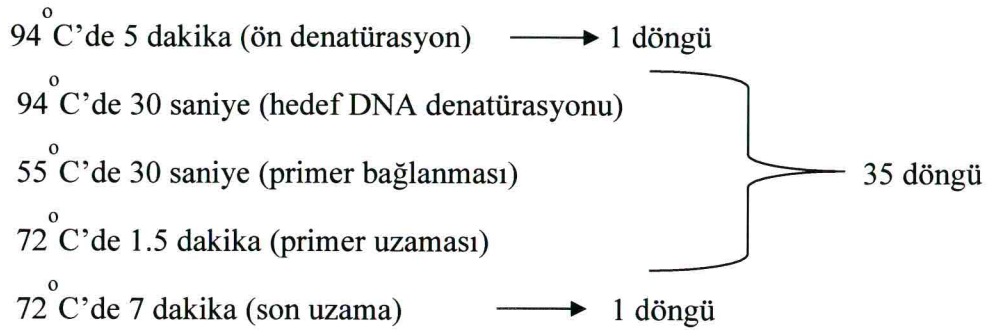 94°C’de 5 dakika (ön denatürasyon) → 1 döngü
94°C’de 30 saniye (hedef DNA denatürasyonu)
55°C’de 30 saniye (primer bağlanması)
35 döngü
72°C’de 1.5 dakika (primer uzaması)
72°C’de 7 dakika (son uzama) → 1 döngü